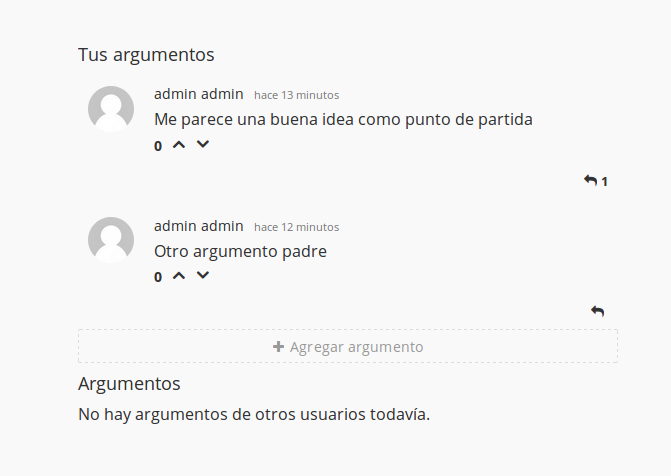 Tus argumentos
admin admin hace 13 minutos
Me parece una buena idea como punto de partida
0
1
admin admin hace 12 minutos
Otro argumento padre
0
Agregar argumento
Argumentos
No hay argumentos de otros usuarios todavía.